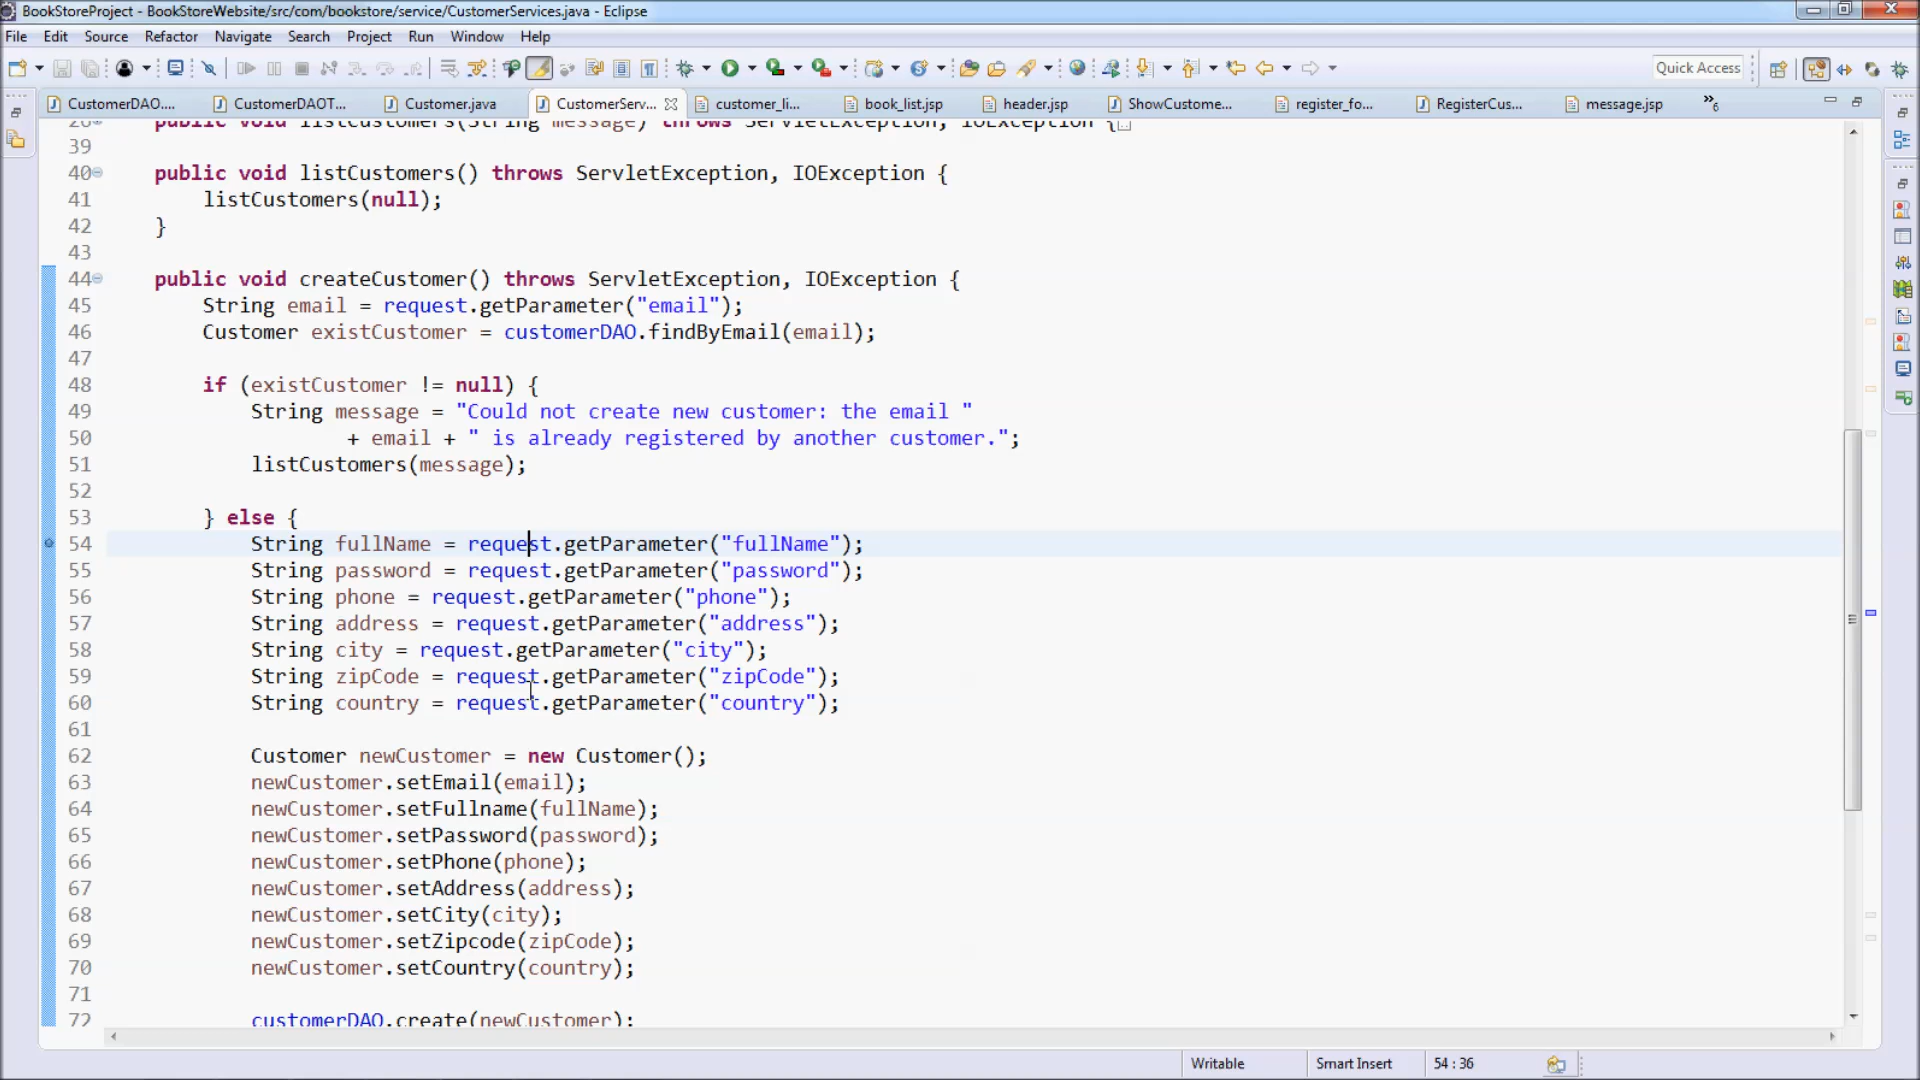 BookStoreProject - BookStoreWebsite/src/com/bookstore/service/CustomerServices.java - Eclipse
File Edit Source Refactor Navigate Search Project Run Window Help
Quick Access
CustomerDAO.... CustomerDAOT... Customer.java CustomerServ... customer_li... book_list.jsp header.jsp ShowCustome... register_fo... RegisterCus... message.jsp »6
26 public void listCustomers(String message) throws ServletException, IOException {
39
40 public void listCustomers() throws ServletException, IOException {
41 listCustomers(null);
42 }
43
44 public void createCustomer() throws ServletException, IOException {
45 String email = request.getParameter("email");
46 Customer existCustomer = customerDAO.findByEmail(email);
47
48 if (existCustomer != null) {
49 String message = "Could not create new customer: the email "
50 + email + " is already registered by another customer.";
51 listCustomers(message);
52
53 } else {
54 String fullName = request.getParameter("fullName");
55 String password = request.getParameter("password");
56 String phone = request.getParameter("phone");
57 String address = request.getParameter("address");
58 String city = request.getParameter("city");
59 String zipCode = request.getParameter("zipCode");
60 String country = request.getParameter("country");
61
62 Customer newCustomer = new Customer();
63 newCustomer.setEmail(email);
64 newCustomer.setFullname(fullName);
65 newCustomer.setPassword(password);
66 newCustomer.setPhone(phone);
67 newCustomer.setAddress(address);
68 newCustomer.setCity(city);
69 newCustomer.setZipcode(zipCode);
70 newCustomer.setCountry(country);
71
72 customerDAO.create(newCustomer);
Writable Smart Insert 54 : 36